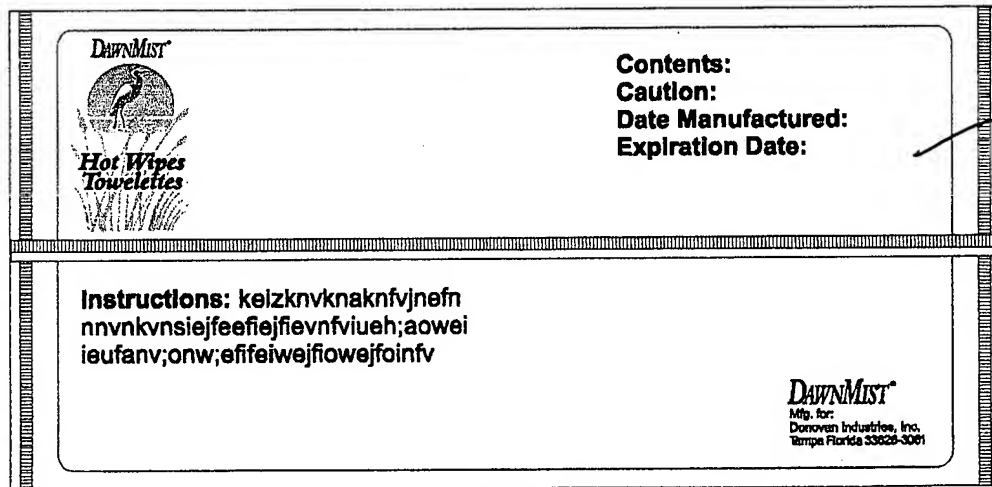 DAWNMIST®
Hot Wipes
Towelettes
Contents:
Caution:
Date Manufactured:
Expiration Date:
Instructions: keizknvknaknfvjnefn
nnvnkvnsiejfeefiejfievnfviueh;aowei
ieufanv;onw;efifeiwejfiowejfoinfv
DAWNMIST®
Mfg. for:
Donovan Industries, Inc.
Tampa Florida 33626-3061